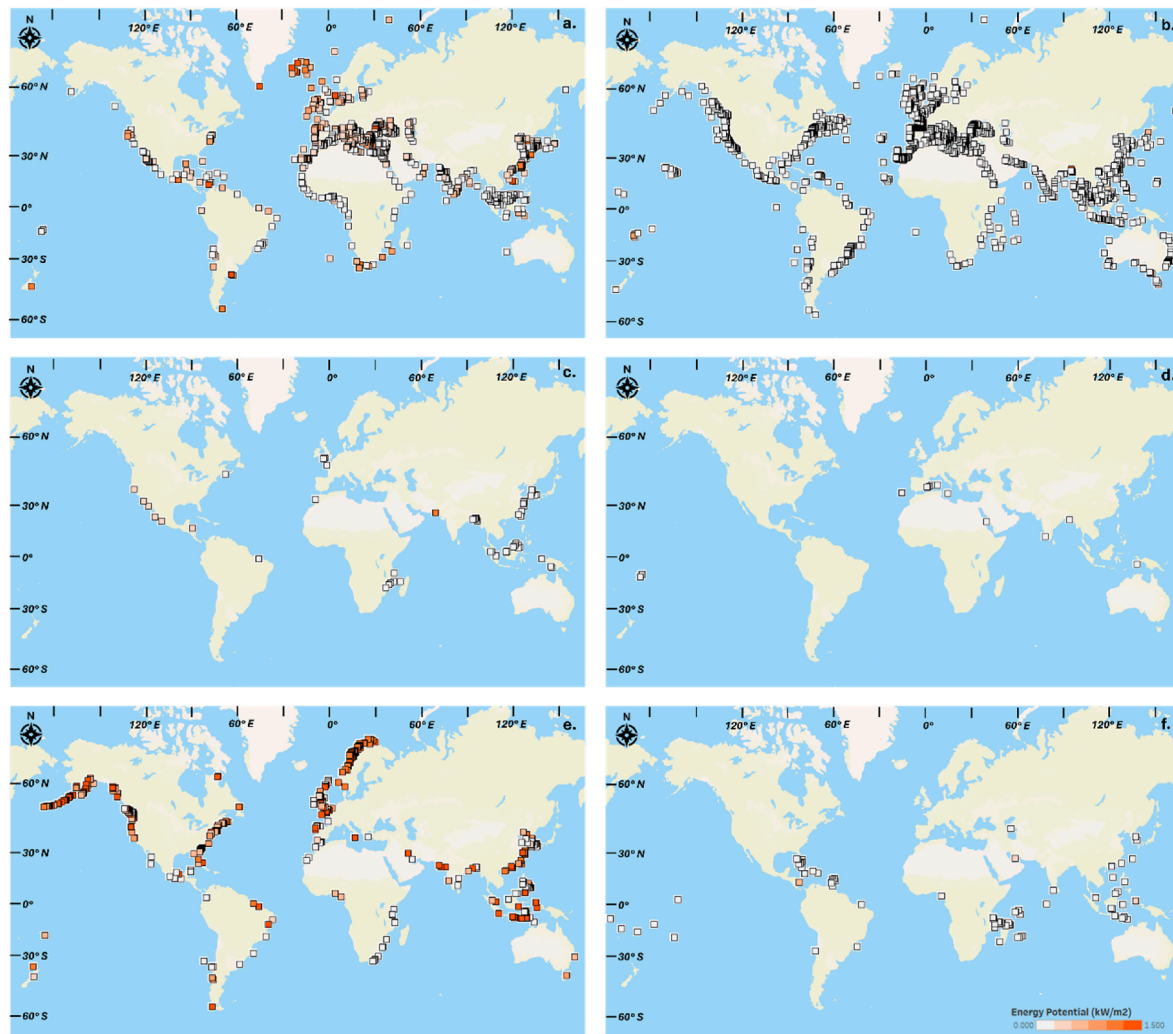 N a. N b.
120° E 60° E 0° 60° E 120° E 120° E 60° E 0° 60° E 120° E
60° N 60° N
30° N 30° N
0° 0°
30° S 30° S
60° S 60° S
N c. N d.
120° E 60° E 0° 60° E 120° E 120° E 60° E 0° 60° E 120° E
60° N 60° N
30° N 30° N
0° 0°
30° S 30° S
60° S 60° S
N e. N f.
120° E 60° E 0° 60° E 120° E 120° E 60° E 0° 60° E 120° E
60° N 60° N
30° N 30° N
0° 0°
30° S 30° S
60° S 60° S
Energy Potential (kW/m2)
0.000 1.500